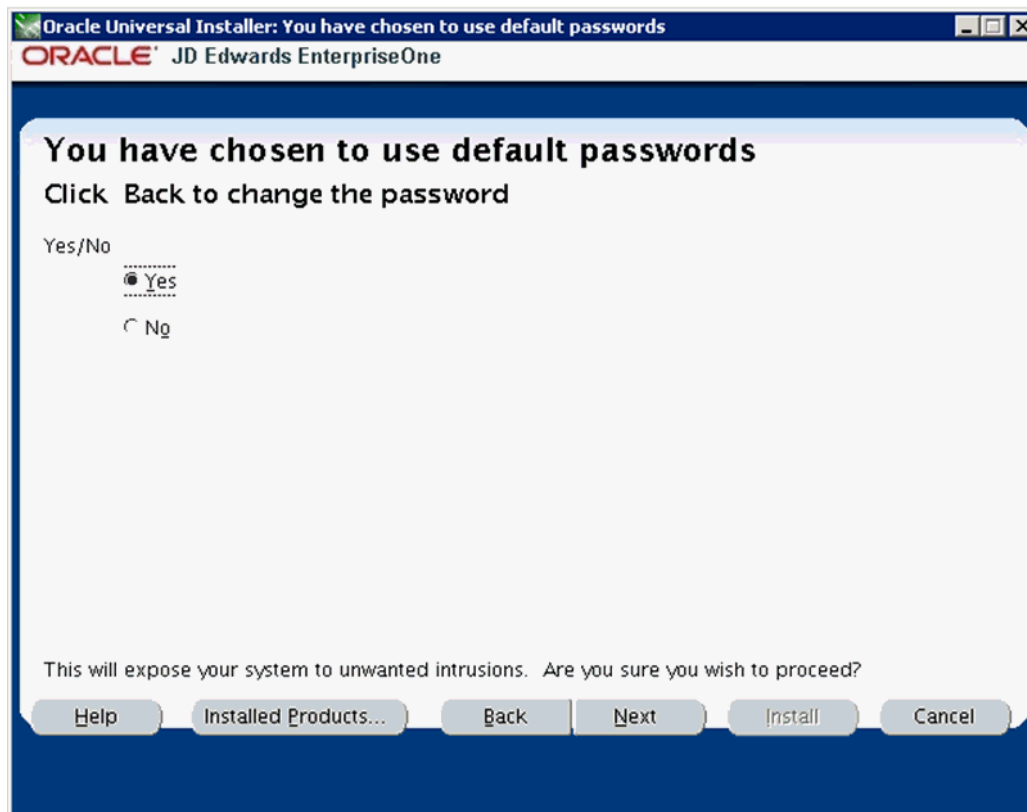 Oracle Universal Installer: You have chosen to use default passwords
ORACLE JD Edwards EnterpriseOne
You have chosen to use default passwords
Click Back to change the password
Yes/No
Yes
No
This will expose your system to unwanted intrusions. Are you sure you wish to proceed?
Help Installed Products... Back Next Install Cancel